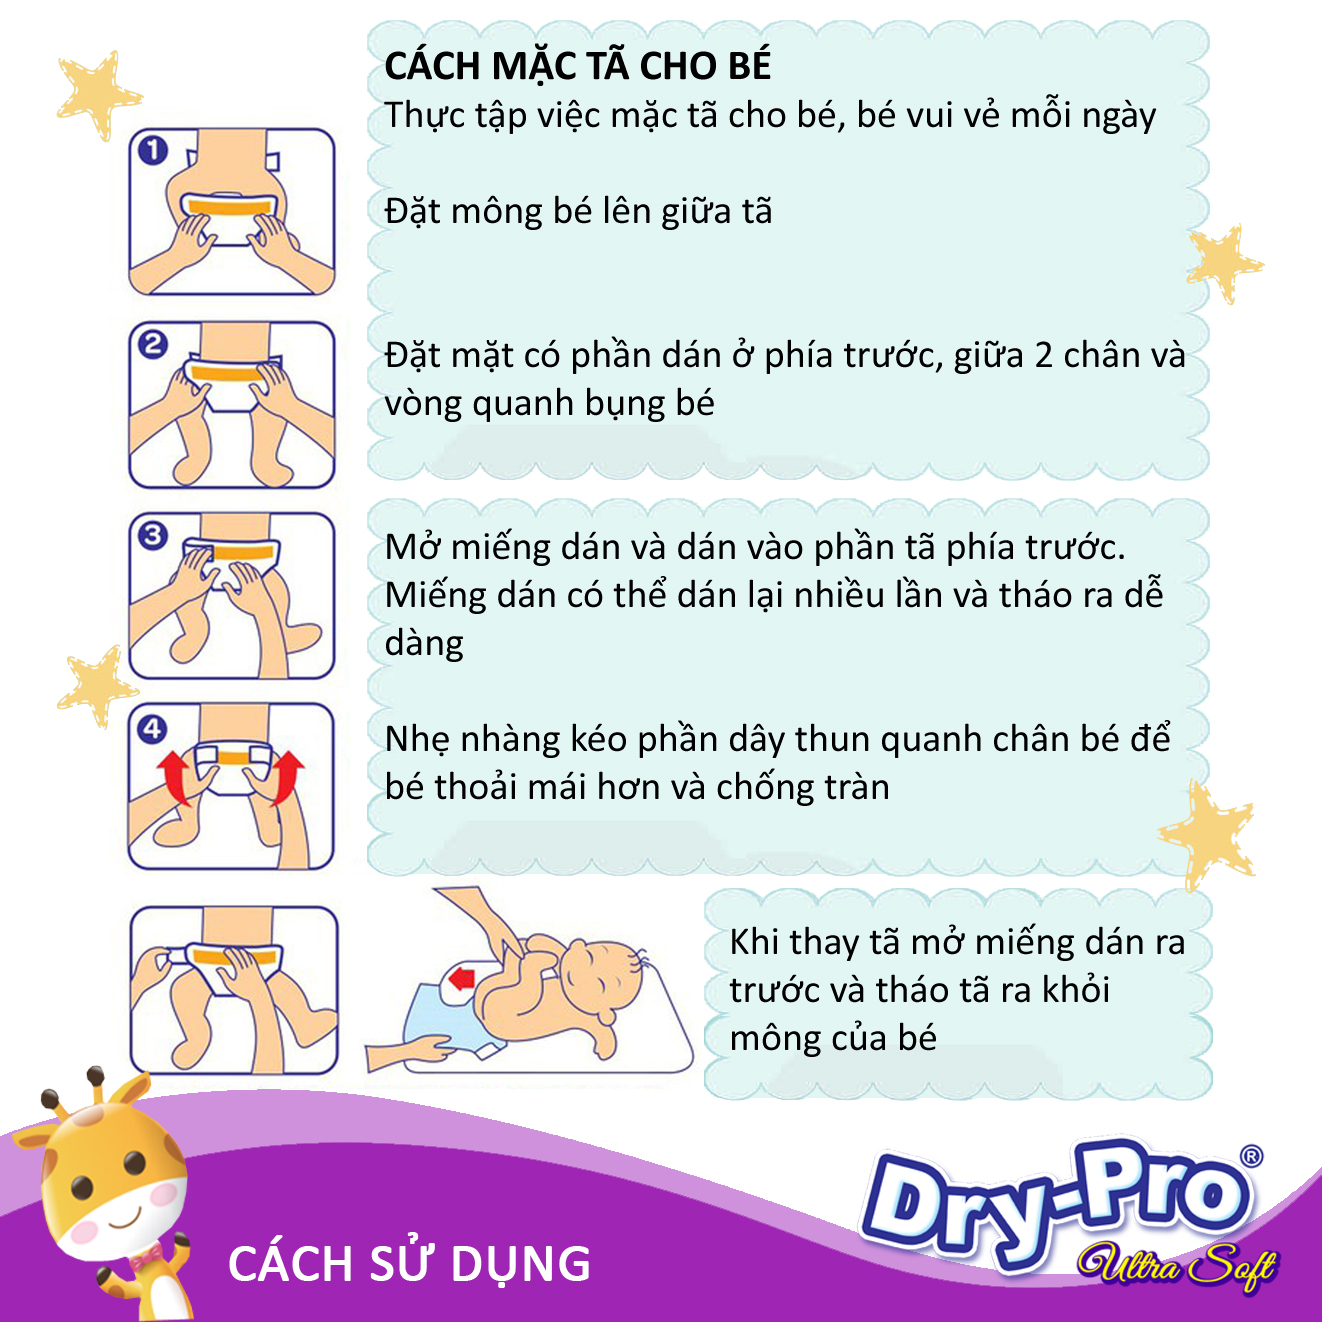 CÁCH MẶC TÃ CHO BÉ
Thực tập việc mặc tã cho bé, bé vui vẻ mỗi ngày
1
Đặt mông bé lên giữa tã
2
Đặt mặt có phần dán ở phía trước, giữa 2 chân và
vòng quanh bụng bé
3
Mở miếng dán và dán vào phần tã phía trước.
Miếng dán có thể dán lại nhiều lần và tháo ra dễ
dàng
4
Nhẹ nhàng kéo phần dây thun quanh chân bé để
bé thoải mái hơn và chống tràn
Khi thay tã mở miếng dán ra
trước và tháo tã ra khỏi
mông của bé
CÁCH SỬ DỤNG
Dry-Pro®
Ultra Soft